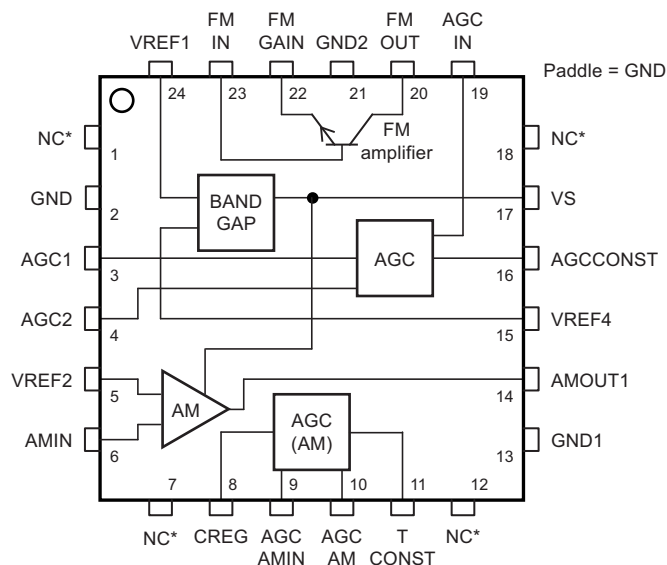 FM FM FM AGC
VREF1 IN GAIN GND2 OUT IN
Paddle = GND
24 23 22 21 20 19
FM
amplifier
NC* 1 18 NC*
GND 2 BAND
GAP 17 VS
AGC1 3 AGC 16 AGCCONST
AGC2 4 15 VREF4
VREF2 5 AM 14 AMOUT1
AMIN 6 AGC
(AM) 13 GND1
7 8 9 10 11 12
NC* CREG AGC AGC T NC*
AMIN AM CONST